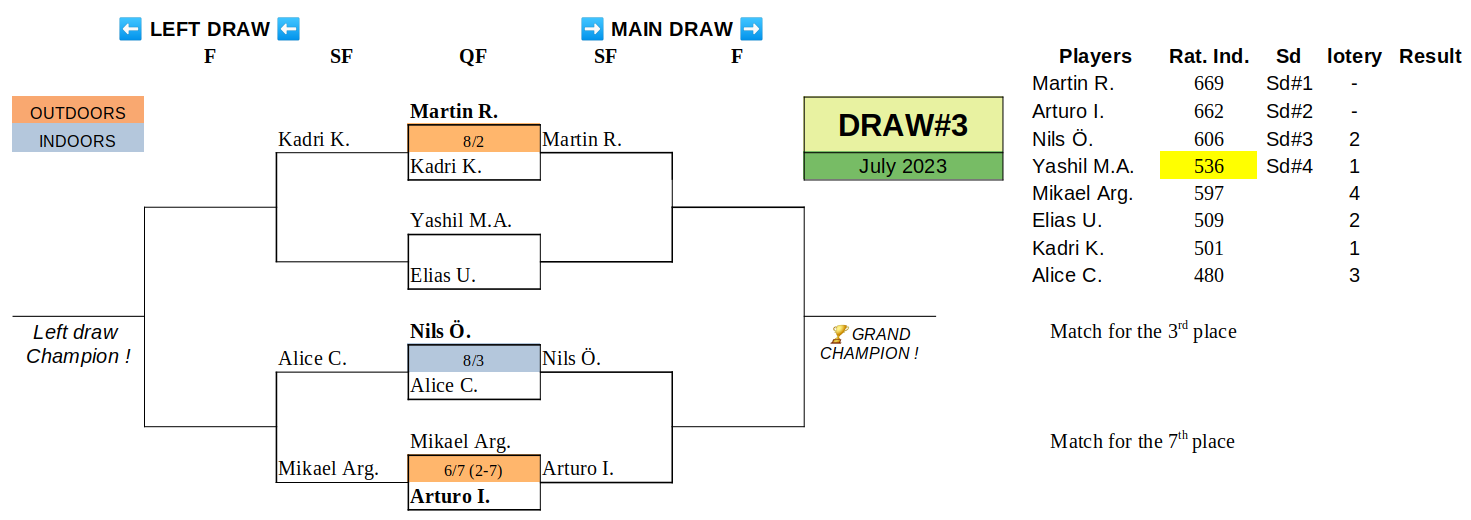 ⬅ LEFT DRAW ⬅ ➡ MAIN DRAW ➡
F SF QF SF F
Players Rat. Ind. Sd lotery Result
Martin R. 669 Sd#1 -
Arturo I. 662 Sd#2 -
Nils Ö. 606 Sd#3 2
Yashil M.A. 536 Sd#4 1
Mikael Arg. 597 4
Elias U. 509 2
Kadri K. 501 1
Alice C. 480 3
OUTDOORS
INDOORS
Martin R.
Kadri K. 8/2 Martin R.
Kadri K.
DRAW#3
July 2023
Yashil M.A.
Elias U.
Left draw
Champion !
🏆 GRAND
CHAMPION !
Match for the 3rd place
Nils Ö.
Alice C. 8/3 Nils Ö.
Alice C.
Mikael Arg.
Mikael Arg. 6/7 (2-7) Arturo I.
Arturo I.
Match for the 7th place